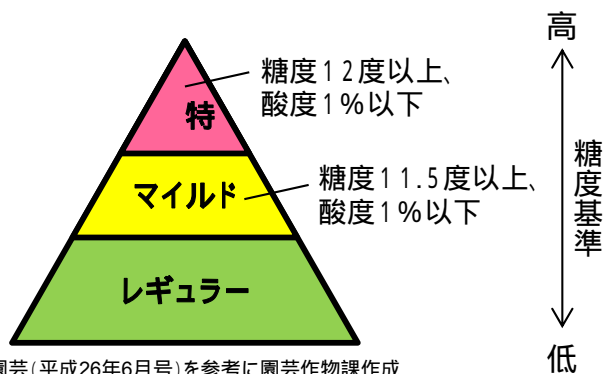 高
糖度12度以上、
酸度1%以下
特
糖度11.5度以上、
酸度1%以下
マイルド
糖度基準
レギュラー
低
園芸(平成26年6月号)を参考に園芸作物課作成